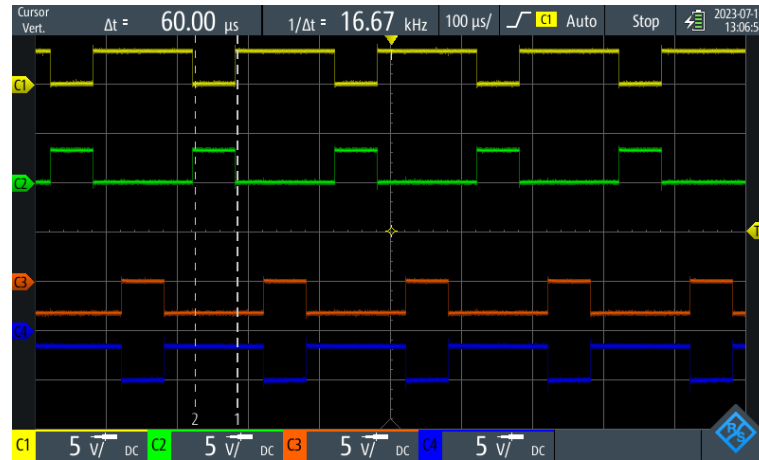 Cursor Vert. Δt = 60.00 µs 1/Δt = 16.67 kHz 100 µs/ C1 Auto Stop 2023-07-1
13:06:5
C1
C2
T
C3
C4
2 1
C1 5 V/ DC C2 5 V/ DC C3 5 V/ DC C4 5 V/ DC R S